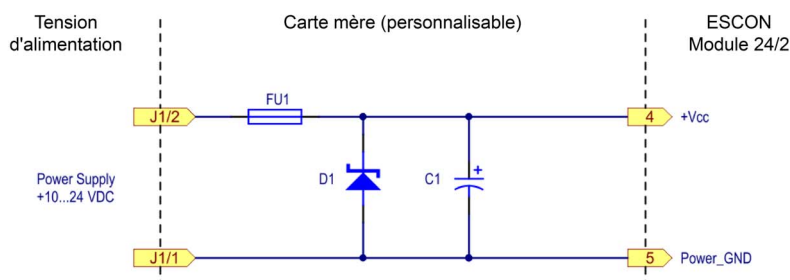 Tension
d'alimentation
Carte mère (personnalisable)
ESCON
Module 24/2
FU1
J1/2
4
+Vcc
Power Supply
+10...24 VDC
D1
C1
+
J1/1
5
Power_GND